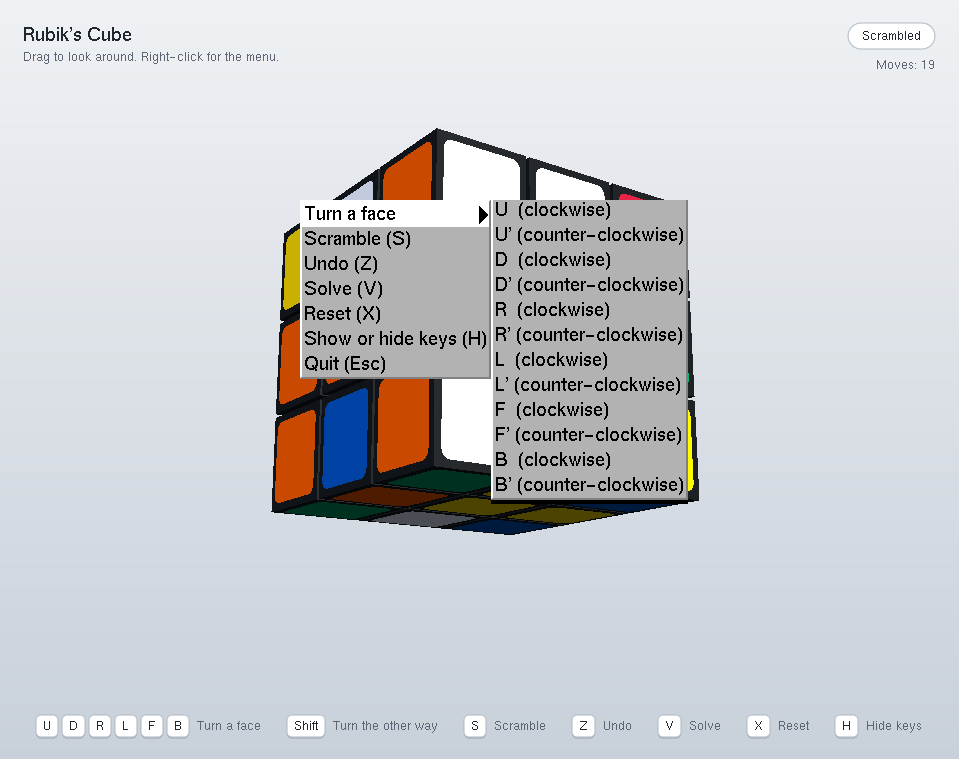 Rubik's Cube
Drag to look around. Right-click for the menu.
Scrambled
Moves: 19
Turn a face
Scramble (S)
Undo (Z)
Solve (V)
Reset (X)
Show or hide keys (H)
Quit (Esc)
U (clockwise)
U' (counter-clockwise)
D (clockwise)
D' (counter-clockwise)
R (clockwise)
R' (counter-clockwise)
L (clockwise)
L' (counter-clockwise)
F (clockwise)
F' (counter-clockwise)
B (clockwise)
B' (counter-clockwise)
U D R L F B Turn a face Shift Turn the other way S Scramble Z Undo V Solve X Reset H Hide keys